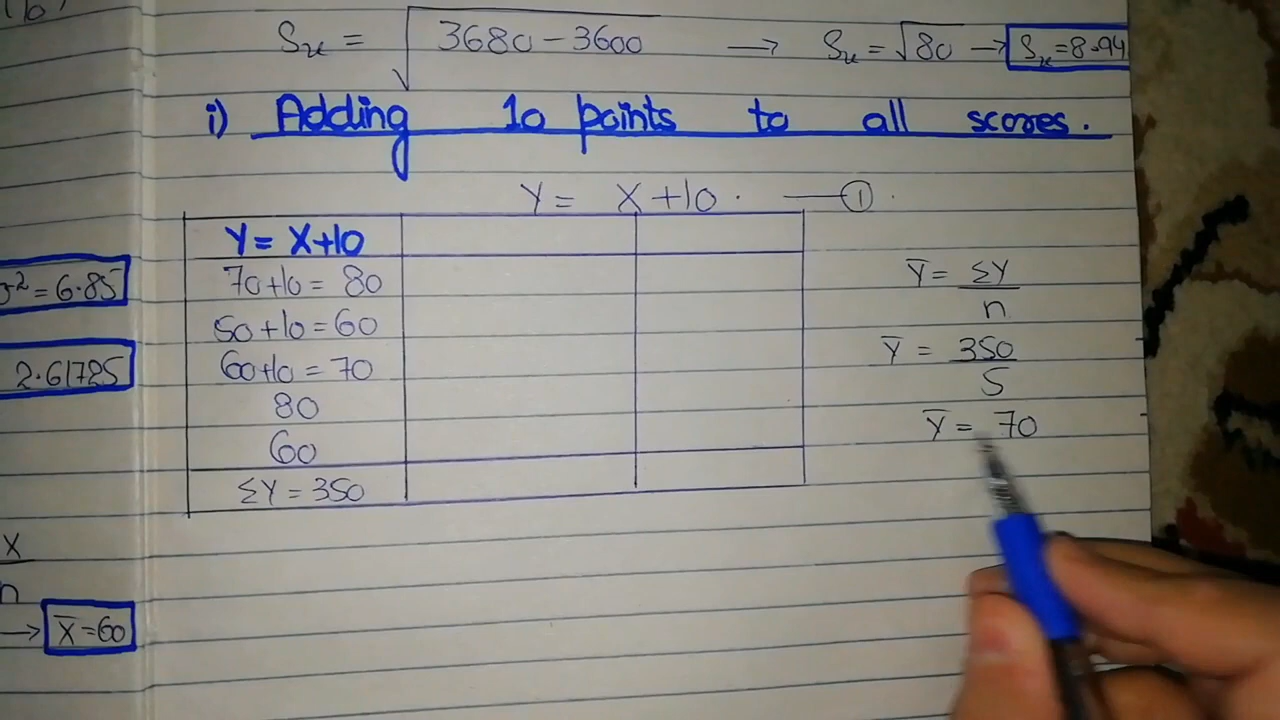 (b)
Sx = √3680 - 3600 → Sx = √80 → Sx = 8.94
i) Adding 10 points to all scores.
Y = X + 10. — ①.
Y = X + 10
70 + 10 = 80
50 + 10 = 60
60 + 10 = 70
80
60
ΣY = 350
Ȳ = ΣY
n
Ȳ = 350
5
Ȳ = 70
σ² = 6.85
2.61725
X
n
→ X̄ = 60